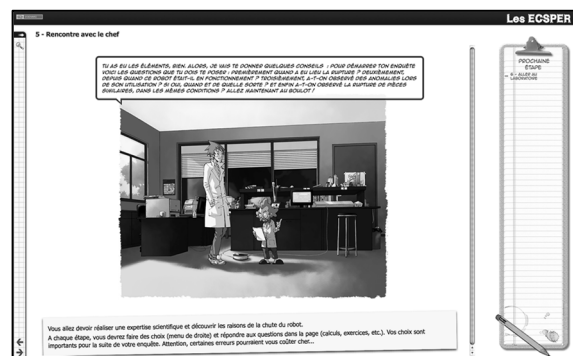 Les ECSPER
5 - Rencontre avec le chef
TU AS EU LES ÉLÉMENTS, BIEN. ALORS, JE VAIS TE DONNER QUELQUES CONSEILS : POUR DÉMARRER TON ENQUÊTE
VOICI LES QUESTIONS QUE TU DOIS TE POSER : PREMIÈREMENT QUAND A EU LIEU LA RUPTURE ? DEUXIÈMEMENT,
DEPUIS QUAND CE ROBOT ÉTAIT-IL EN FONCTIONNEMENT ? TROISIÈMEMENT, A-T-ON OBSERVÉ DES ANOMALIES LORS
DE SON UTILISATION ? SI OUI, QUAND ET DE QUELLE SORTE ? ET ENFIN A-T-ON OBSERVÉ LA RUPTURE DE PIÈCES
SIMILAIRES, DANS LES MÊMES CONDITIONS ? ALLEZ MAINTENANT AU BOULOT !
PROCHAINE
ÉTAPE
6 - ALLER AU
LABORATOIRE
Vous allez devoir réaliser une expertise scientifique et découvrir les raisons de la chute du robot.
A chaque étape, vous devrez faire des choix (menu de droite) et répondre aux questions dans la page (calculs, exercices, etc.). Vos choix sont
importants pour la suite de votre enquête. Attention, certaines erreurs pourraient vous coûter cher...